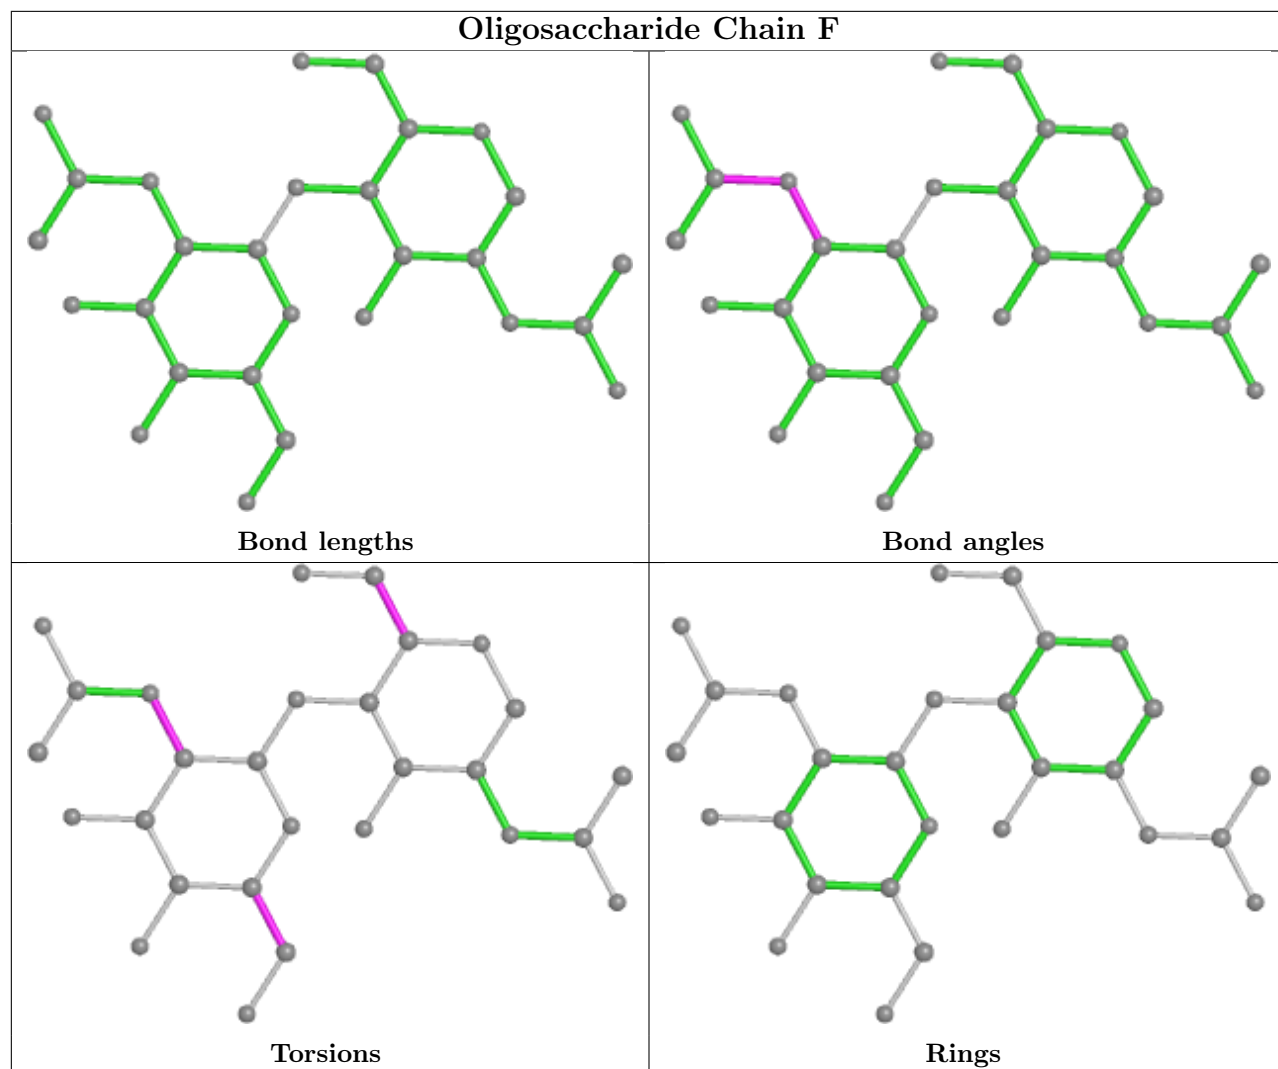 Oligosaccharide Chain F
Bond lengths
Bond angles
Torsions
Rings